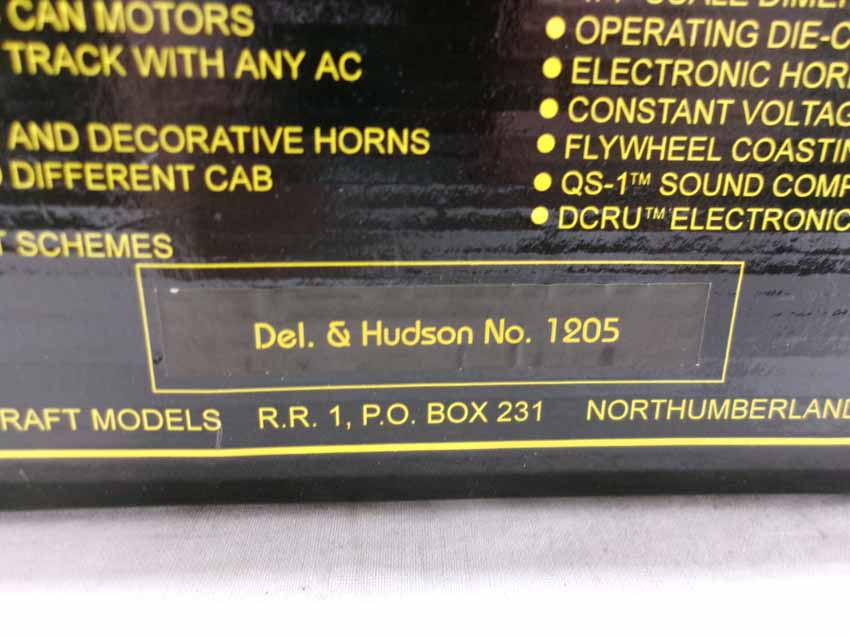 CAN MOTORS
TRACK WITH ANY AC
AND DECORATIVE HORNS
DIFFERENT CAB
SCHEMES
SCALE
• OPERATING DIE-C
• ELECTRONIC HOR
• CONSTANT VOLTAG
• FLYWHEEL COASTIN
• QS-1™ SOUND COMP
• DCRU™ ELECTRONIC
Del. & Hudson No. 1205
RAFT MODELS R.R. 1, P.O. BOX 231 NORTHUMBERLAND